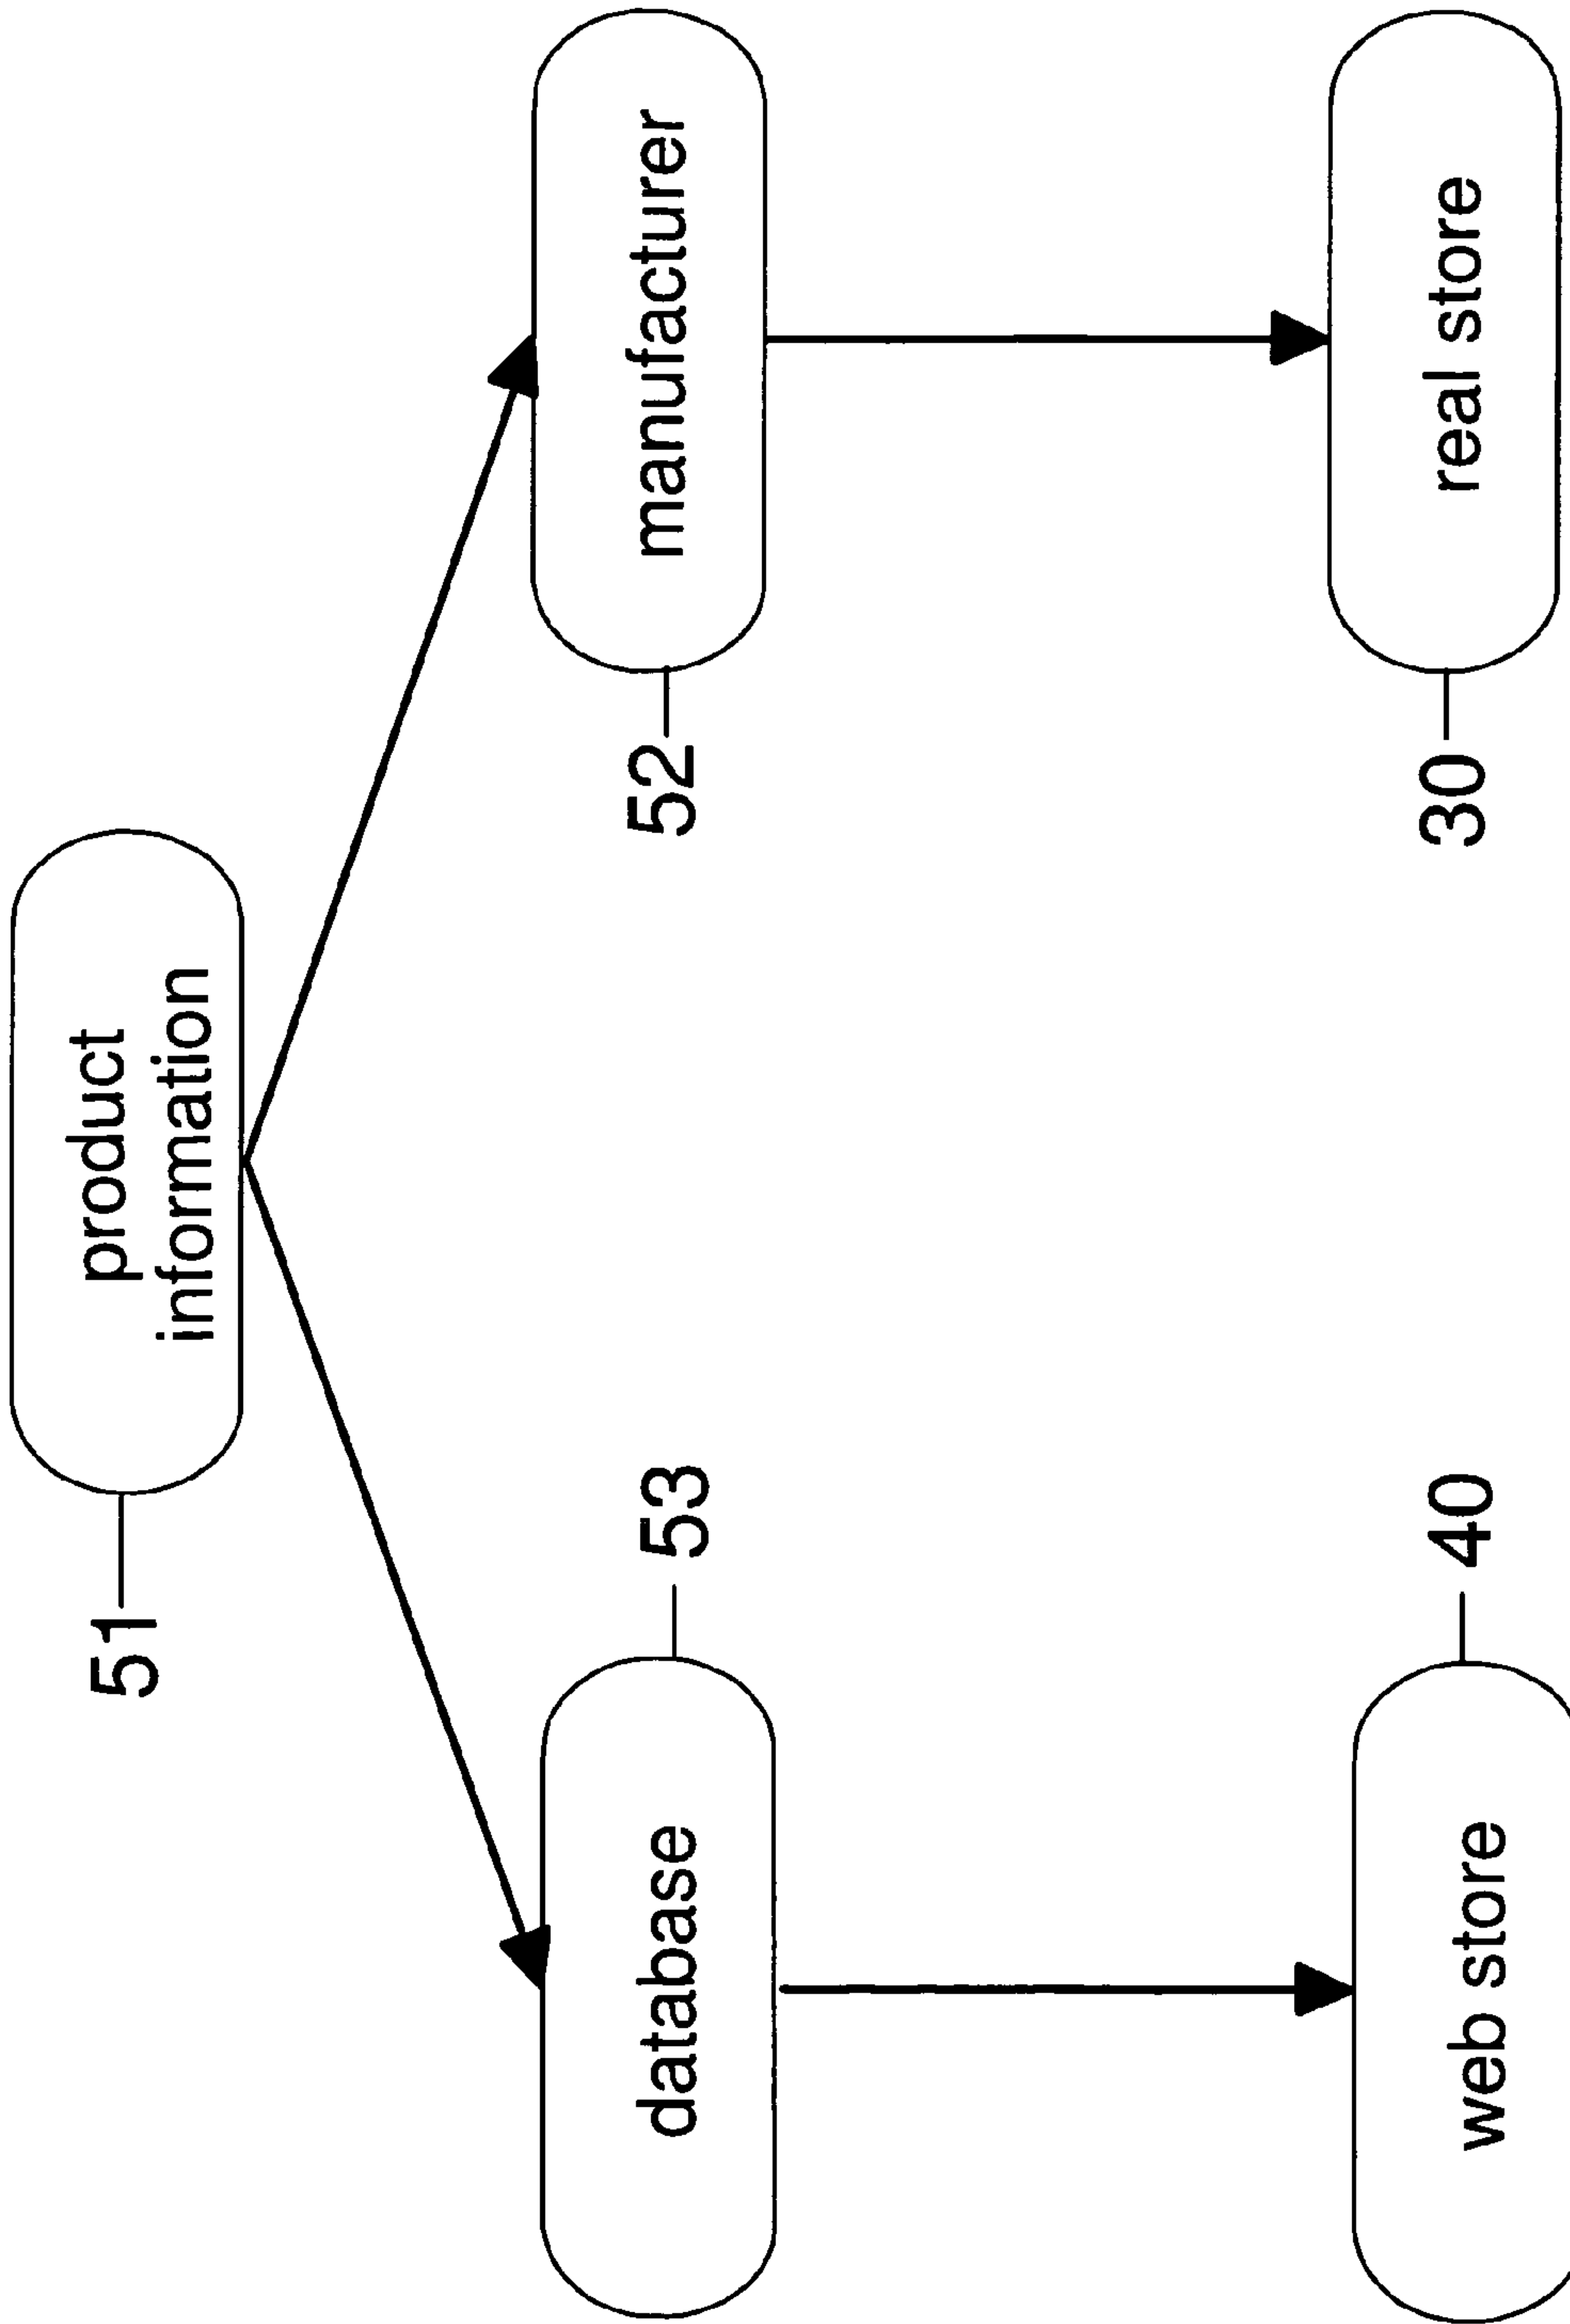 product
information
51
database
53
52
manufacturer
web store
40
30
real store